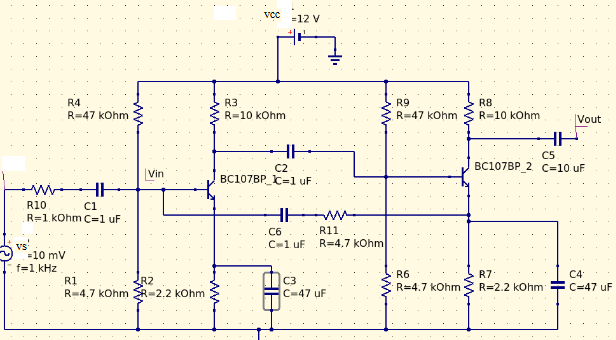 vcc =12 V
R4
R=47 kOhm
R3
R=10 kOhm
R9
R=47 kOhm
R8
R=10 kOhm
Vout
C5
C=10 uF
BC107BP_2
C2
C=1 uF
BC107BP_1
Vin
R10
R=1 kOhm
C1
C=1 uF
C6
C=1 uF
R11
R=4.7 kOhm
vs =10 mV
f=1 kHz
R1
R=4.7 kOhm
R2
R=2.2 kOhm
C3
C=47 uF
R6
R=4.7 kOhm
R7
R=2.2 kOhm
C4
C=47 uF